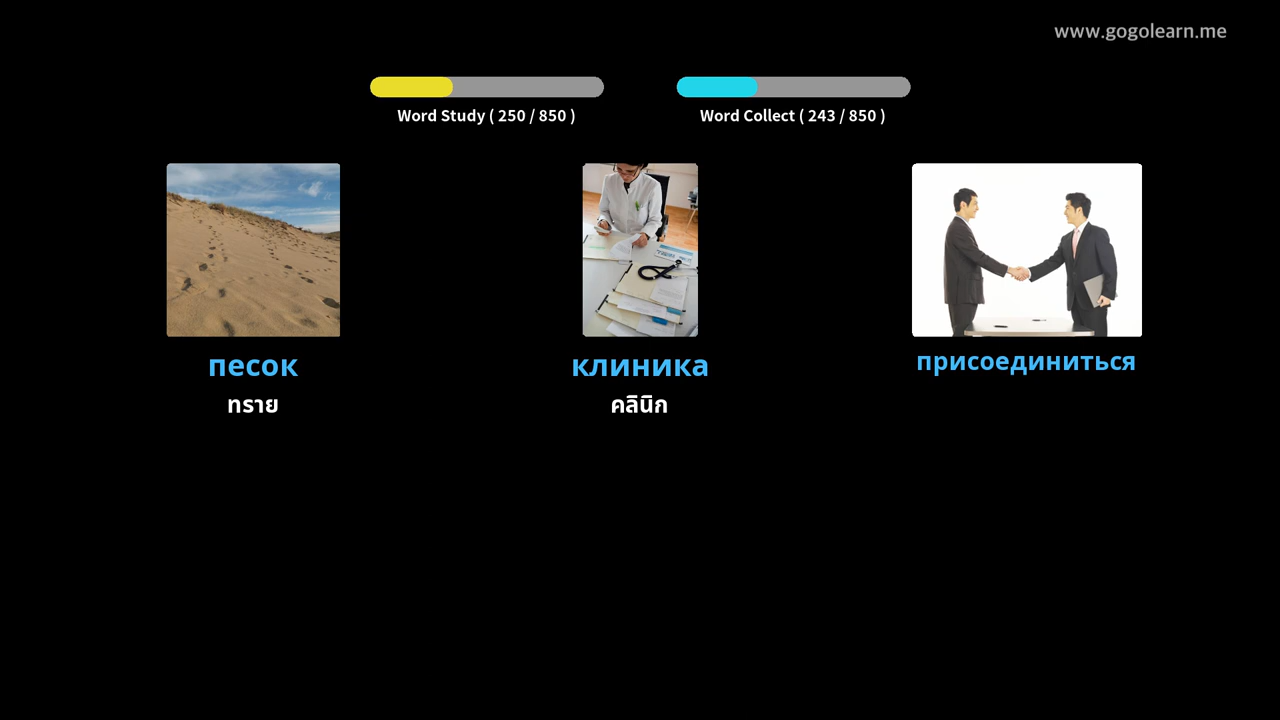 www.gogolearn.me
Word Study ( 250 / 850 )
Word Collect ( 243 / 850 )
песок
ทราย
клиника
คลินิก
присоединиться